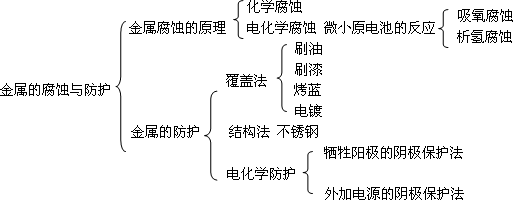 金属的腐蚀与防护
金属腐蚀的原理
化学腐蚀
电化学腐蚀 微小原电池的反应
吸氧腐蚀
析氢腐蚀
金属的防护
覆盖法
刷油
刷漆
烤蓝
电镀
结构法 不锈钢
电化学防护
牺牲阳极的阴极保护法
外加电源的阴极保护法